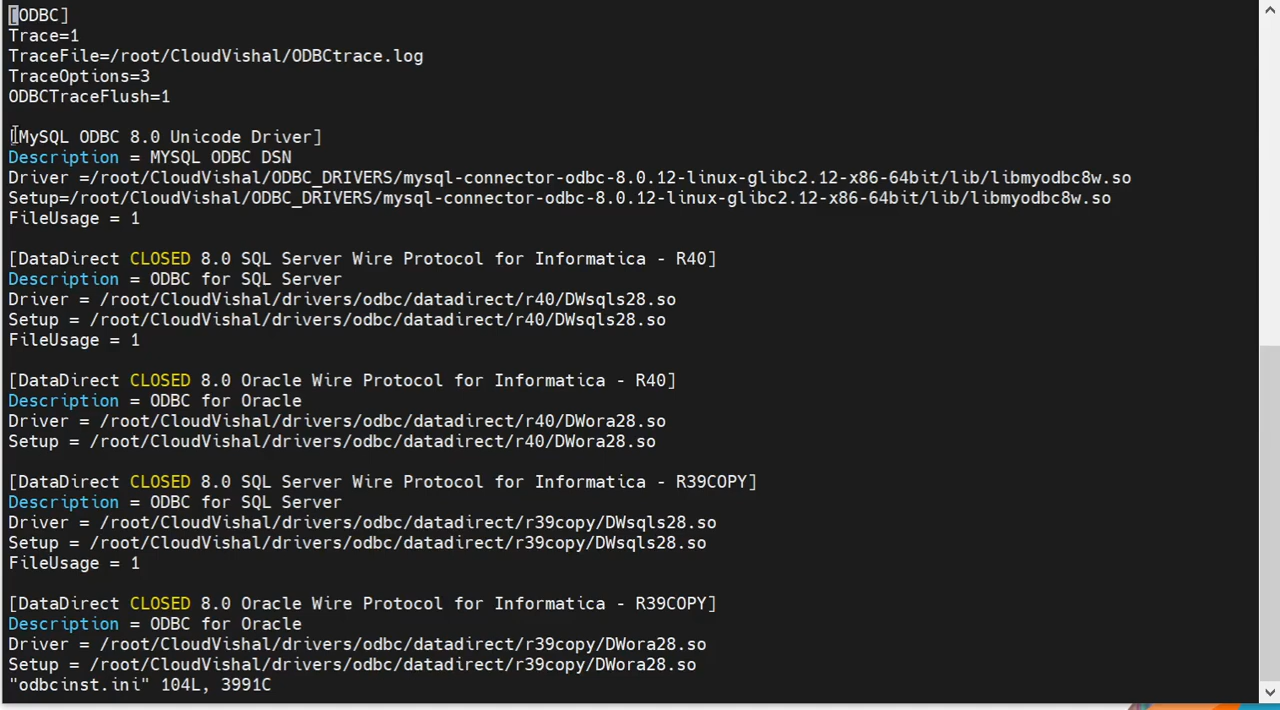 [ODBC]
Trace=1
TraceFile=/root/CloudVishal/ODBCtrace.log
TraceOptions=3
ODBCTraceFlush=1
[MySQL ODBC 8.0 Unicode Driver]
Description = MYSQL ODBC DSN
Driver =/root/CloudVishal/ODBC_DRIVERS/mysql-connector-odbc-8.0.12-linux-glibc2.12-x86-64bit/lib/libmyodbc8w.so
Setup=/root/CloudVishal/ODBC_DRIVERS/mysql-connector-odbc-8.0.12-linux-glibc2.12-x86-64bit/lib/libmyodbc8w.so
FileUsage = 1
[DataDirect CLOSED 8.0 SQL Server Wire Protocol for Informatica - R40]
Description = ODBC for SQL Server
Driver = /root/CloudVishal/drivers/odbc/datadirect/r40/DWsqls28.so
Setup = /root/CloudVishal/drivers/odbc/datadirect/r40/DWsqls28.so
FileUsage = 1
[DataDirect CLOSED 8.0 Oracle Wire Protocol for Informatica - R40]
Description = ODBC for Oracle
Driver = /root/CloudVishal/drivers/odbc/datadirect/r40/DWora28.so
Setup = /root/CloudVishal/drivers/odbc/datadirect/r40/DWora28.so
[DataDirect CLOSED 8.0 SQL Server Wire Protocol for Informatica - R39COPY]
Description = ODBC for SQL Server
Driver = /root/CloudVishal/drivers/odbc/datadirect/r39copy/DWsqls28.so
Setup = /root/CloudVishal/drivers/odbc/datadirect/r39copy/DWsqls28.so
FileUsage = 1
[DataDirect CLOSED 8.0 Oracle Wire Protocol for Informatica - R39COPY]
Description = ODBC for Oracle
Driver = /root/CloudVishal/drivers/odbc/datadirect/r39copy/DWora28.so
Setup = /root/CloudVishal/drivers/odbc/datadirect/r39copy/DWora28.so
"odbcinst.ini" 104L, 3991C